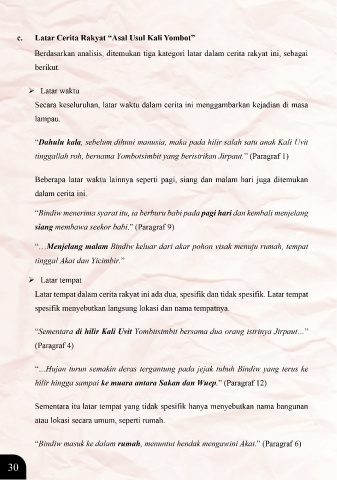 c. Latar Cerita Rakyat “Asal Usul Kali Yombot”
Berdasarkan analisis, ditemukan tiga kategori latar dalam cerita rakyat ini, sebagai
berikut.
➢ Latar waktu
Secara keseluruhan, latar waktu dalam cerita ini menggambarkan kejadian di masa
lampau.
“Dahulu kala, sebelum dihuni manusia, maka pada hilir salah satu anak Kali Uvit
tinggallah roh, bernama Yombotsimbit yang beristrikan Jirpaut.” (Paragraf 1)
Beberapa latar waktu lainnya seperti pagi, siang dan malam hari juga ditemukan
dalam cerita ini.
“Bindiw menerima syarat itu, ia berburu babi pada pagi hari dan kembali menjelang
siang membawa seekor babi.” (Paragraf 9)
“…Menjelang malam Bindiw keluar dari akar pohon visak menuju rumah, tempat
tinggal Akat dan Yicimbir.”
➢ Latar tempat
Latar tempat dalam cerita rakyat ini ada dua, spesifik dan tidak spesifik. Latar tempat
spesifik menyebutkan langsung lokasi dan nama tempatnya.
“Sementara di hilir Kali Uvit Yombitsimbit bersama dua orang istrinya Jirpaut…”
(Paragraf 4)
“…Hujan turun semakin deras tergantung pada jejak tubuh Bindiw yang terus ke
hilir hingga sampai ke muara antara Sakan dan Wuep.” (Paragraf 12)
Sementara itu latar tempat yang tidak spesifik hanya menyebutkan nama bangunan
atau lokasi secara umum, seperti rumah.
“Bindiw masuk ke dalam rumah, menuntut hendak mengawini Akat.” (Paragraf 6)
30